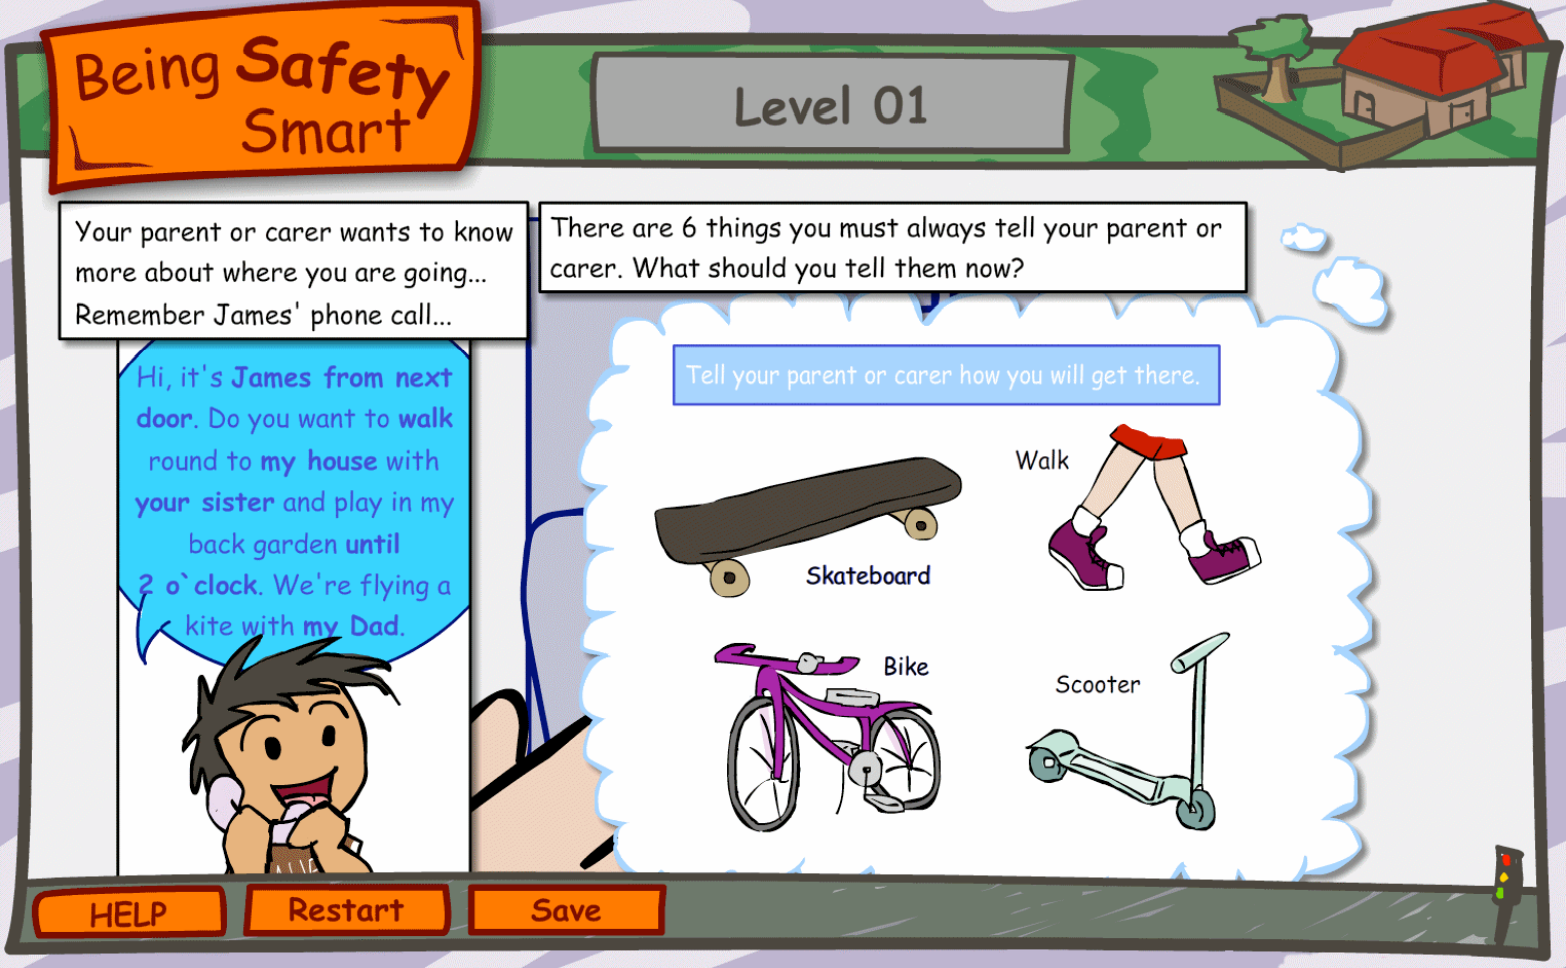 Being Safety
Smart
Level 01
Your parent or carer wants to know
more about where you are going...
Remember James' phone call...
There are 6 things you must always tell your parent or
carer. What should you tell them now?
Hi, it's James from next
door. Do you want to walk
round to my house with
your sister and play in my
back garden until
2 o`clock. We're flying a
kite with my Dad.
Tell your parent or carer how you will get there.
Walk
Skateboard
Bike
Scooter
HELP
Restart
Save